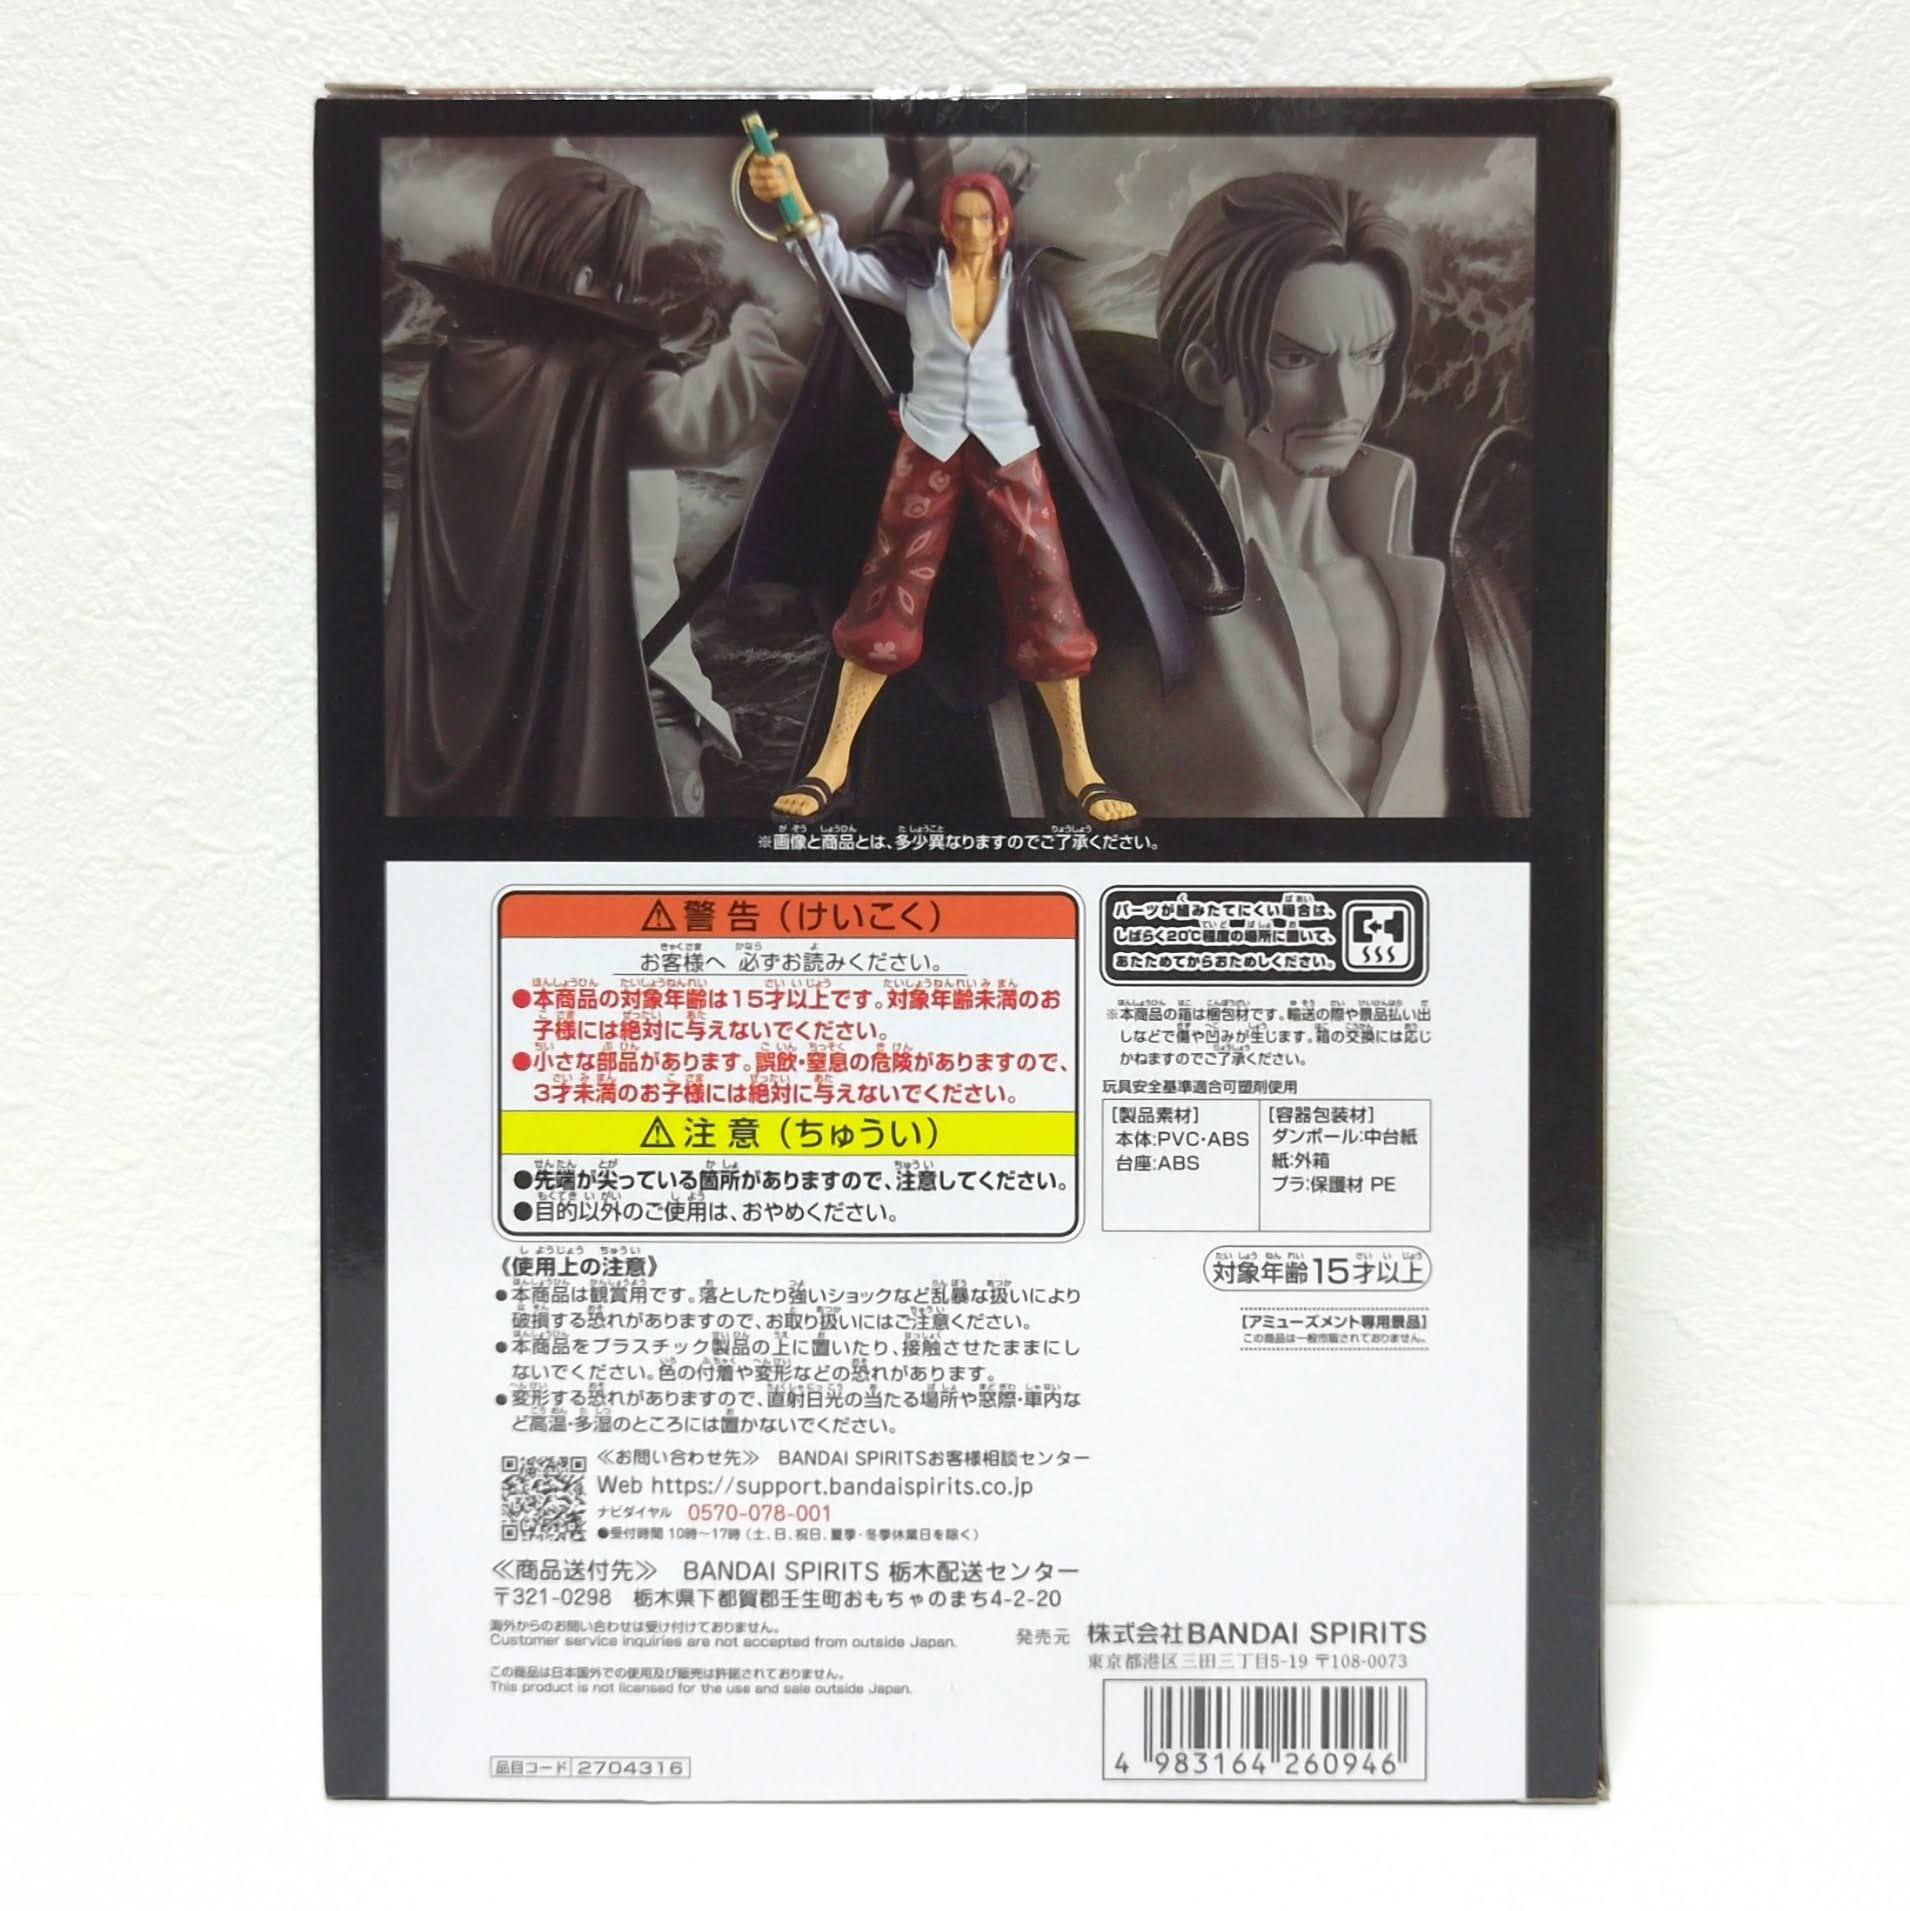 ※画像と商品とは、多少異なりますのでご了承ください。
⚠警告（けいこく）
お客様へ 必ずお読みください。
●本商品の対象年齢は15才以上です。対象年齢未満のお
子様には絶対に与えないでください。
●小さな部品があります。誤飲・窒息の危険がありますので、
3才未満のお子様には絶対に与えないでください。
⚠注意（ちゅうい）
●先端が尖っている箇所がありますので、注意してください。
●目的以外のご使用は、おやめください。
《使用上の注意》
●本商品は観賞用です。落としたり強いショックなど乱暴な扱いにより
破損する恐れがありますので、お取り扱いにはご注意ください。
●本商品をプラスチック製品の上に置いたり、接触させたままにし
ないでください。色の付着や変形などの恐れがあります。
●変形する恐れがありますので、直射日光の当たる場所や窓際・車内な
ど高温・多湿のところには置かないでください。
≪お問い合わせ先≫ BANDAI SPIRITSお客様相談センター
Web https://support.bandaispirits.co.jp
ナビダイヤル 0570-078-001
●受付時間 10時～17時（土、日、祝日、夏季・冬季休業日を除く）
≪商品送付先≫ BANDAI SPIRITS 栃木配送センター
〒321-0298 栃木県下都賀郡壬生町おもちゃのまち4-2-20
海外からのお問い合わせは受け付けておりません。
Customer service inquiries are not accepted from outside Japan.
この商品は日本国外での使用及び販売は許諾されておりません。
This product is not licensed for the use and sale outside Japan.
品目コード 2704316
パーツが組みたてにくい場合は、
しばらく20℃程度の場所に置いて、
あたためてからおためしください。
※本商品の箱は梱包材です。輸送の際や景品払い出
しなどで傷や凹みが生じます。箱の交換には応じ
かねますのでご了承ください。
玩具安全基準適合可塑剤使用
[製品素材]
本体:PVC・ABS
台座:ABS
[容器包装材]
ダンボール:中台紙
紙:外箱
プラ:保護材 PE
対象年齢15才以上
[アミューズメント専用景品]
この商品は一般市販されておりません。
発売元 株式会社BANDAI SPIRITS
東京都港区三田三丁目5-19 〒108-0073
4 983164 260946